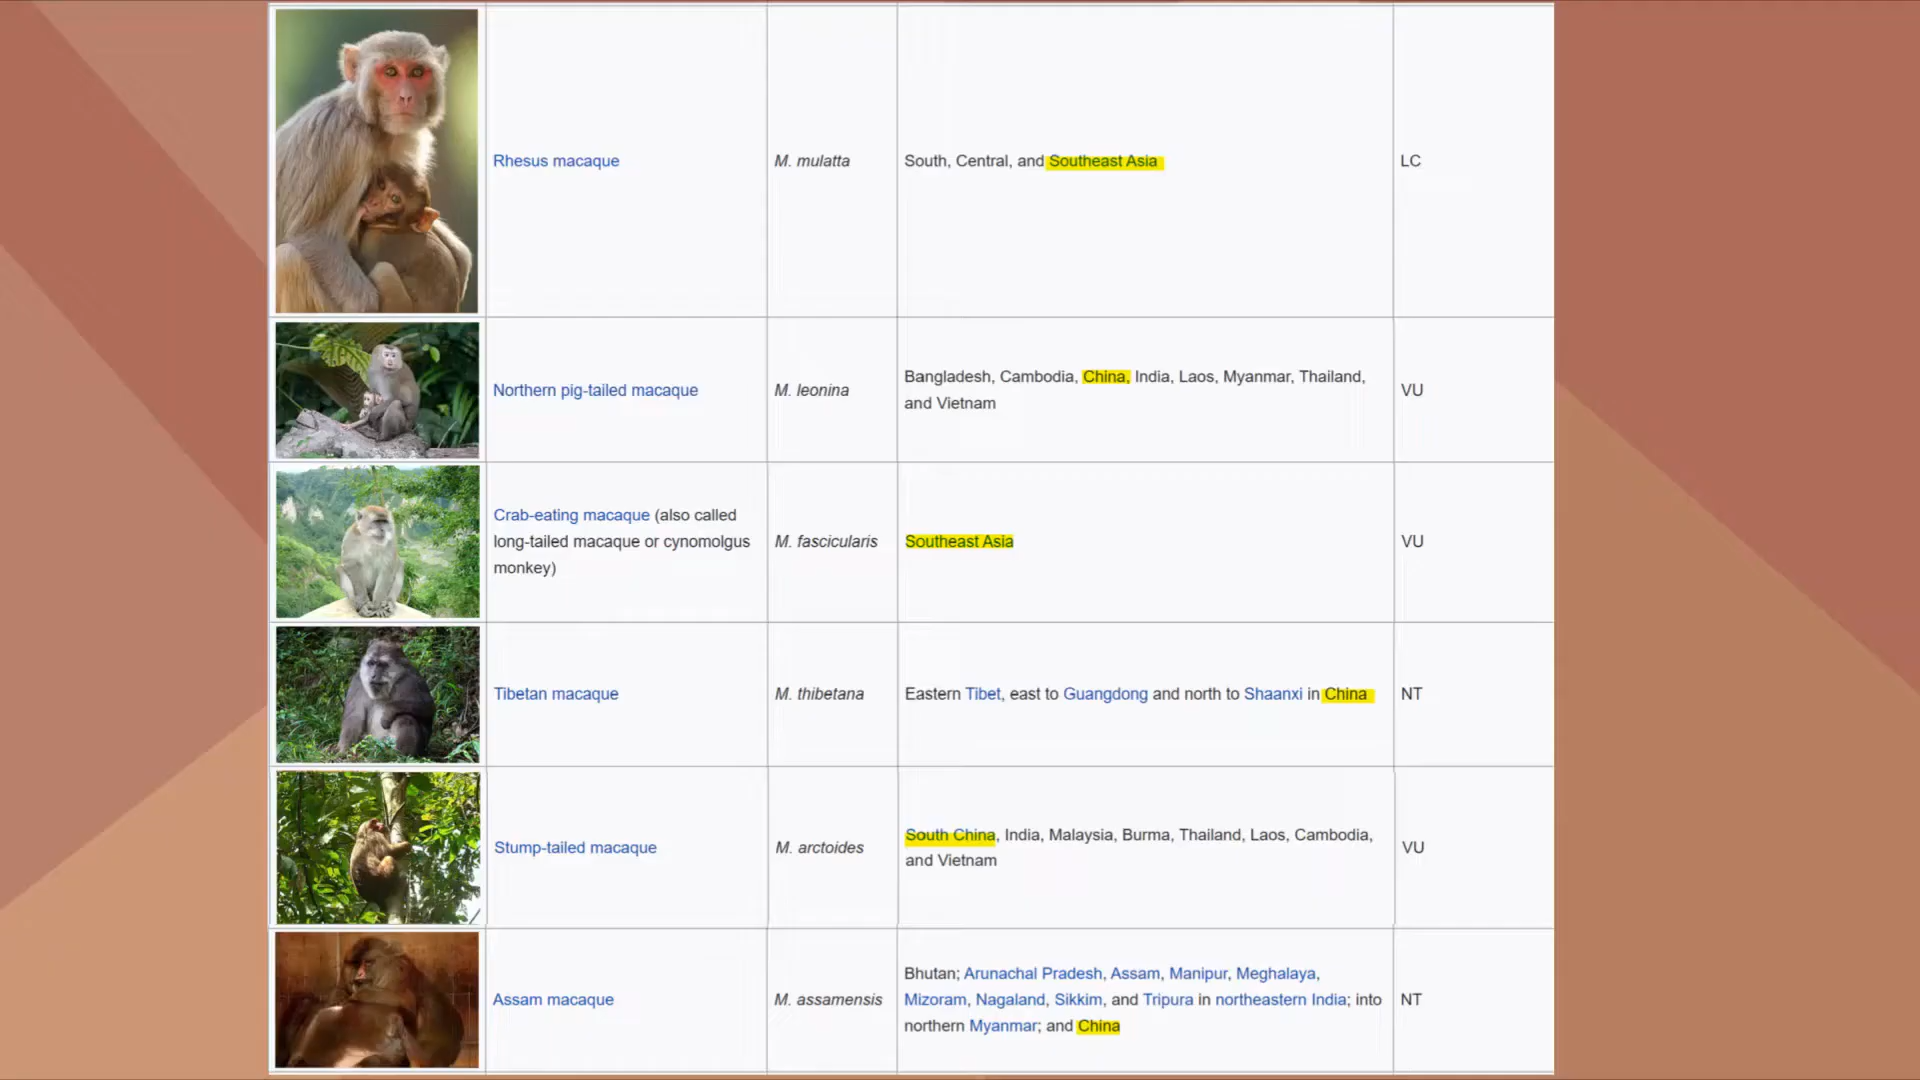 Rhesus macaque M. mulatta South, Central, and Southeast Asia LC
Northern pig-tailed macaque M. leonina Bangladesh, Cambodia, China, India, Laos, Myanmar, Thailand,
and Vietnam VU
Crab-eating macaque (also called
long-tailed macaque or cynomolgus
monkey) M. fascicularis Southeast Asia VU
Tibetan macaque M. thibetana Eastern Tibet, east to Guangdong and north to Shaanxi in China NT
Stump-tailed macaque M. arctoides South China, India, Malaysia, Burma, Thailand, Laos, Cambodia,
and Vietnam VU
Assam macaque M. assamensis Bhutan; Arunachal Pradesh, Assam, Manipur, Meghalaya,
Mizoram, Nagaland, Sikkim, and Tripura in northeastern India; into
northern Myanmar; and China NT